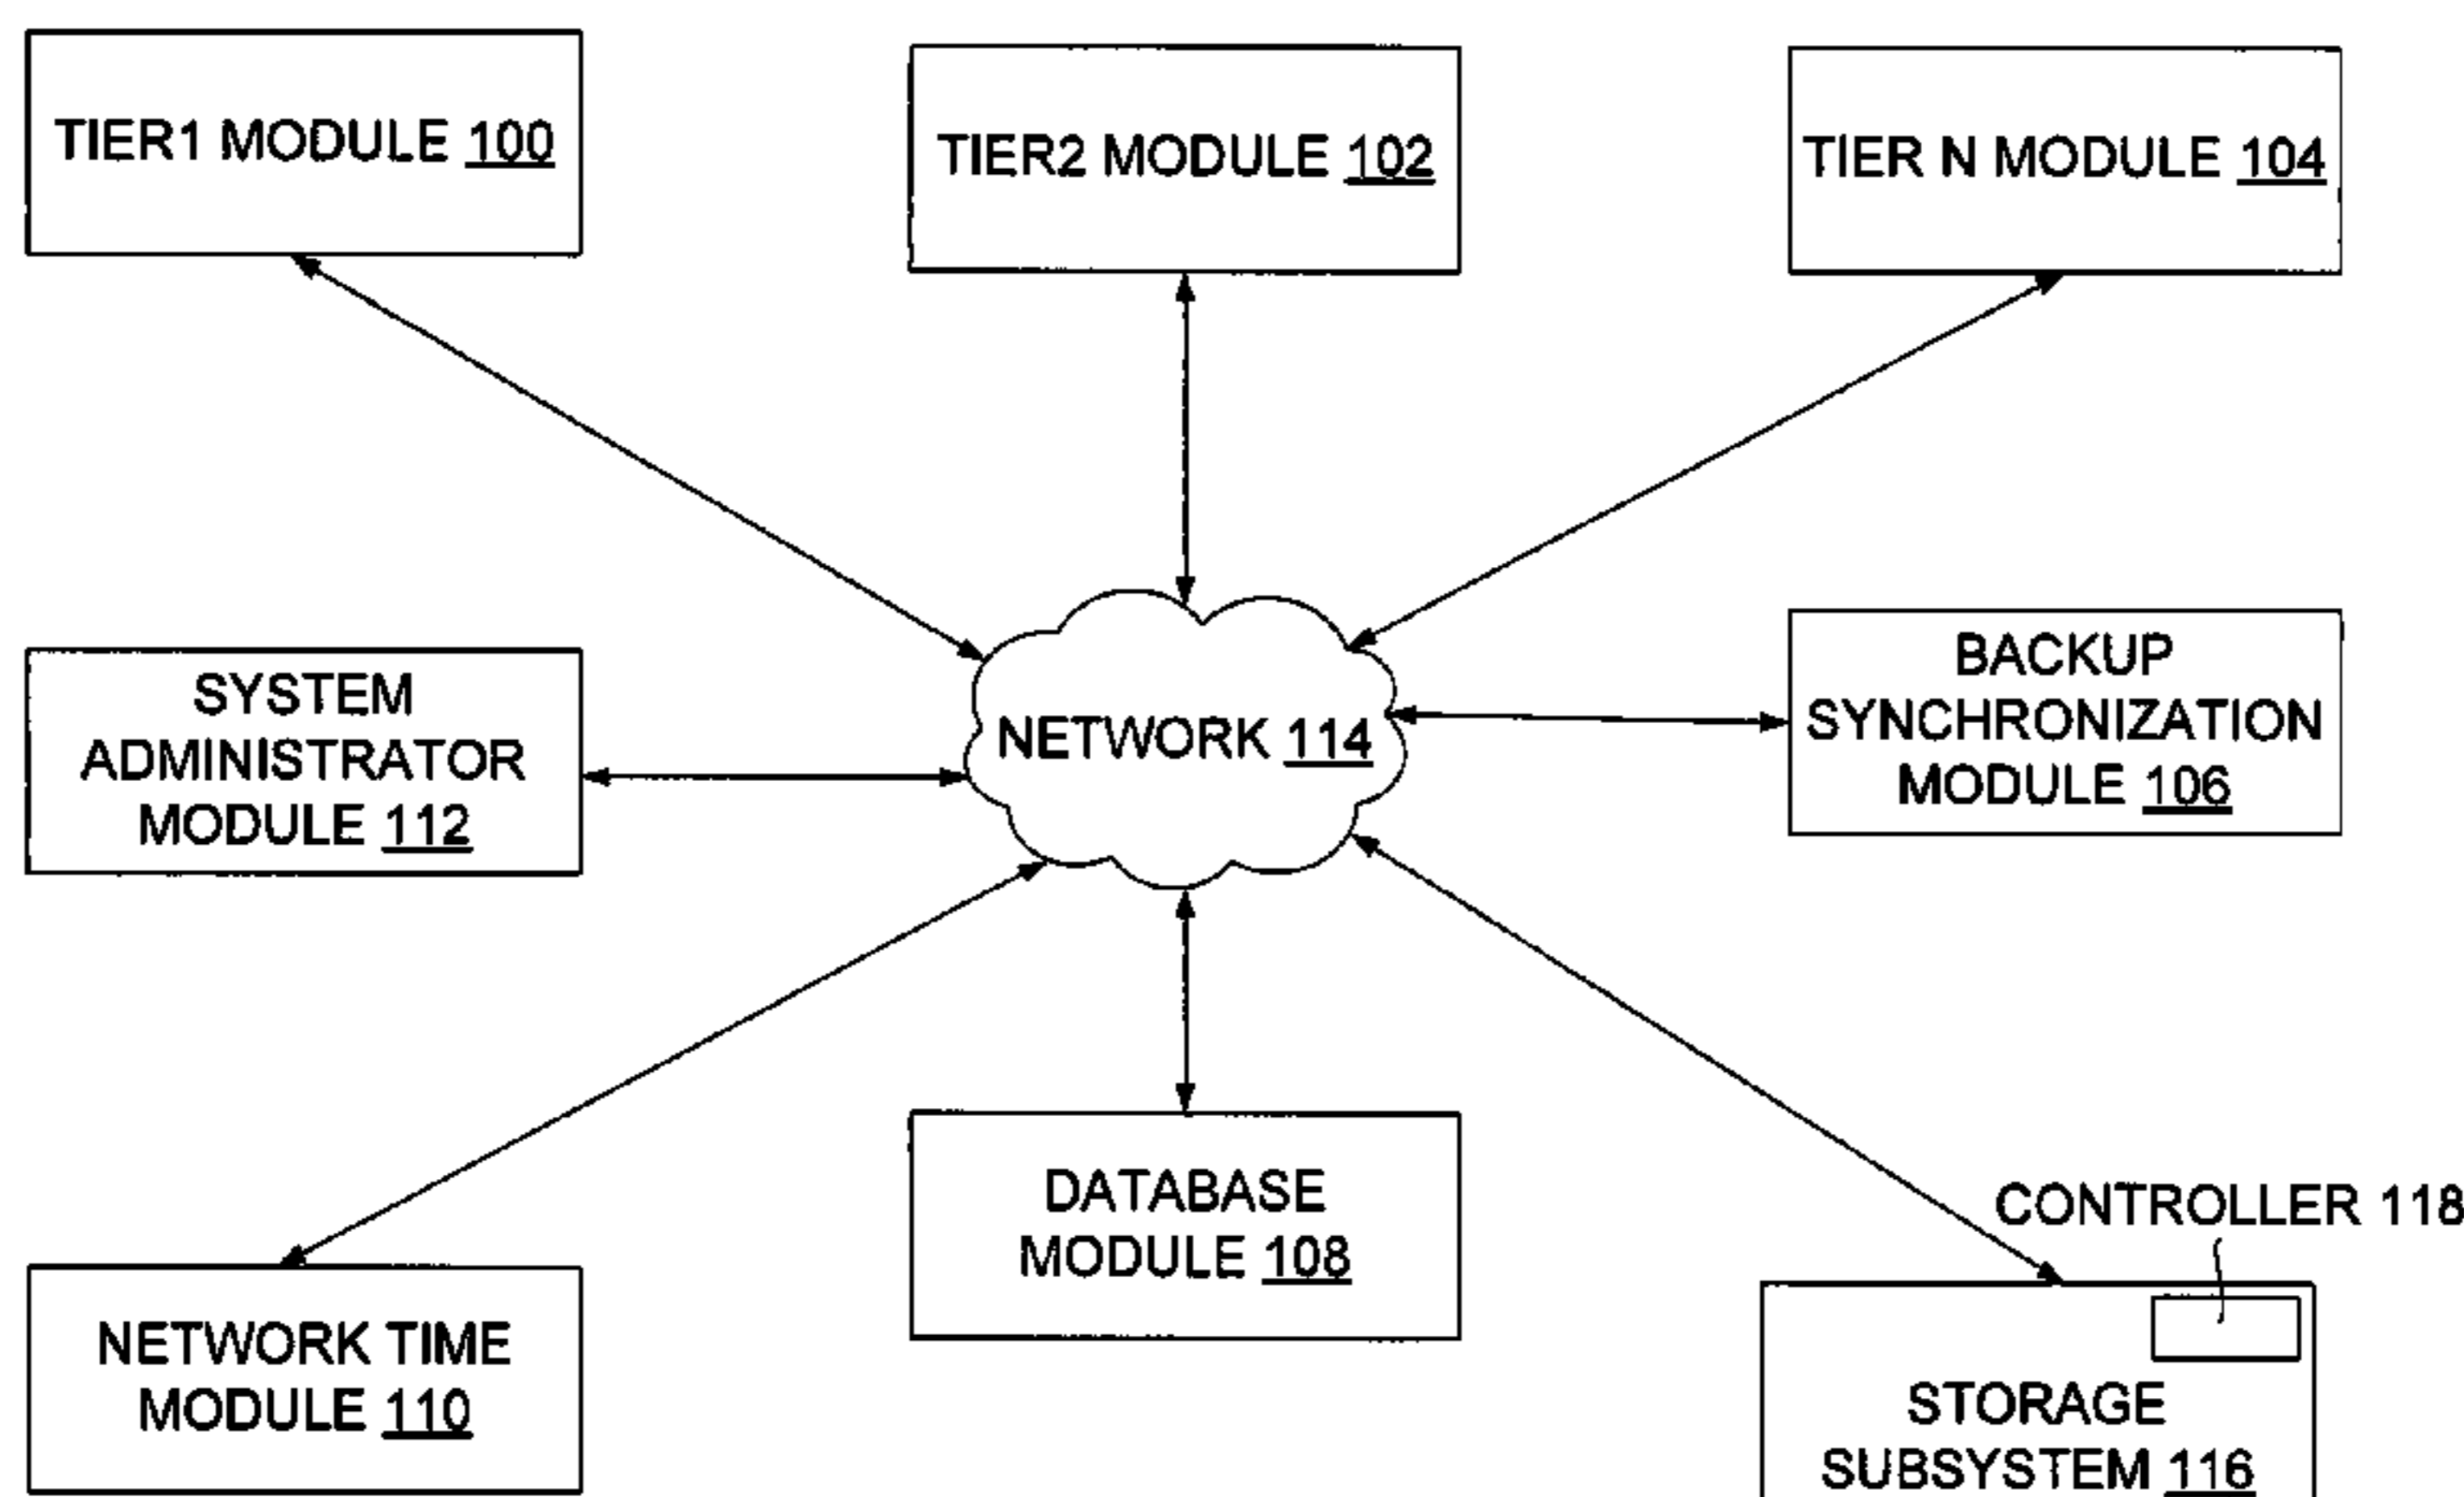 TIER1 MODULE 100
TIER2 MODULE 102
TIER N MODULE 104
SYSTEM
ADMINISTRATOR
MODULE 112
NETWORK 114
BACKUP
SYNCHRONIZATION
MODULE 106
NETWORK TIME
MODULE 110
DATABASE
MODULE 108
CONTROLLER 118
STORAGE
SUBSYSTEM 116